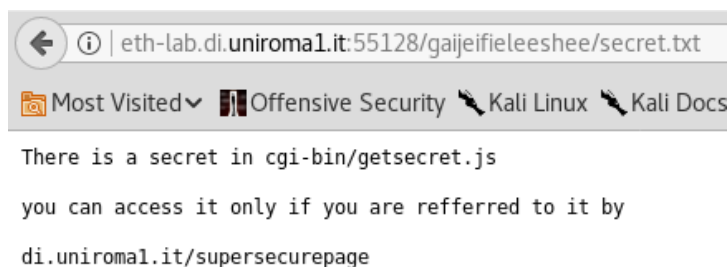 eth-lab.di.uniroma1.it:55128/gaijeifieleeshee/secret.txt
Most Visited Offensive Security Kali Linux Kali Docs
There is a secret in cgi-bin/getsecret.js
you can access it only if you are refferred to it by
di.uniroma1.it/supersecurepage